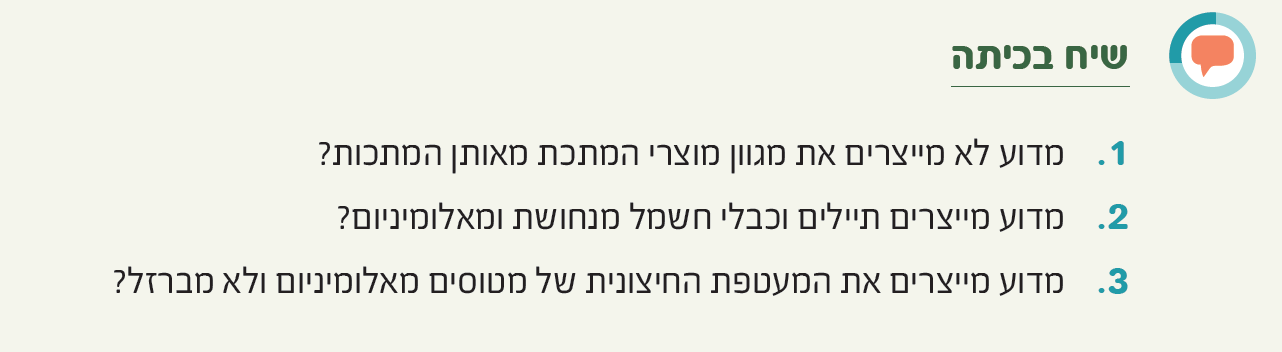 שיח בכיתה
1. מדוע לא מייצרים את מגוון מוצרי המתכת מאותן המתכות?
2. מדוע מייצרים תיילים וכבלי חשמל מנחושת ומאלומיניום?
3. מדוע מייצרים את המעטפת החיצונית של מטוסים מאלומיניום ולא מברזל?